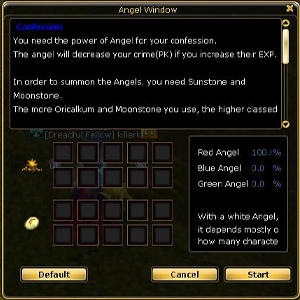 Angel Window
Confession
You need the power of Angel for your confession.
The angel will decrease your crime(PK) if you increase their EXP.
In order to summon the Angels, you need Sunstone and
Moonstone.
The more Oricalkum and Moonstone you use, the higher classed
[Dreadful Fellow] killerk
Red Angel 100.0%
Blue Angel 0.0 %
Green Angel 0.0 %
With a white Angel,
it depends mostly o
how many characte
Default
Cancel
Start